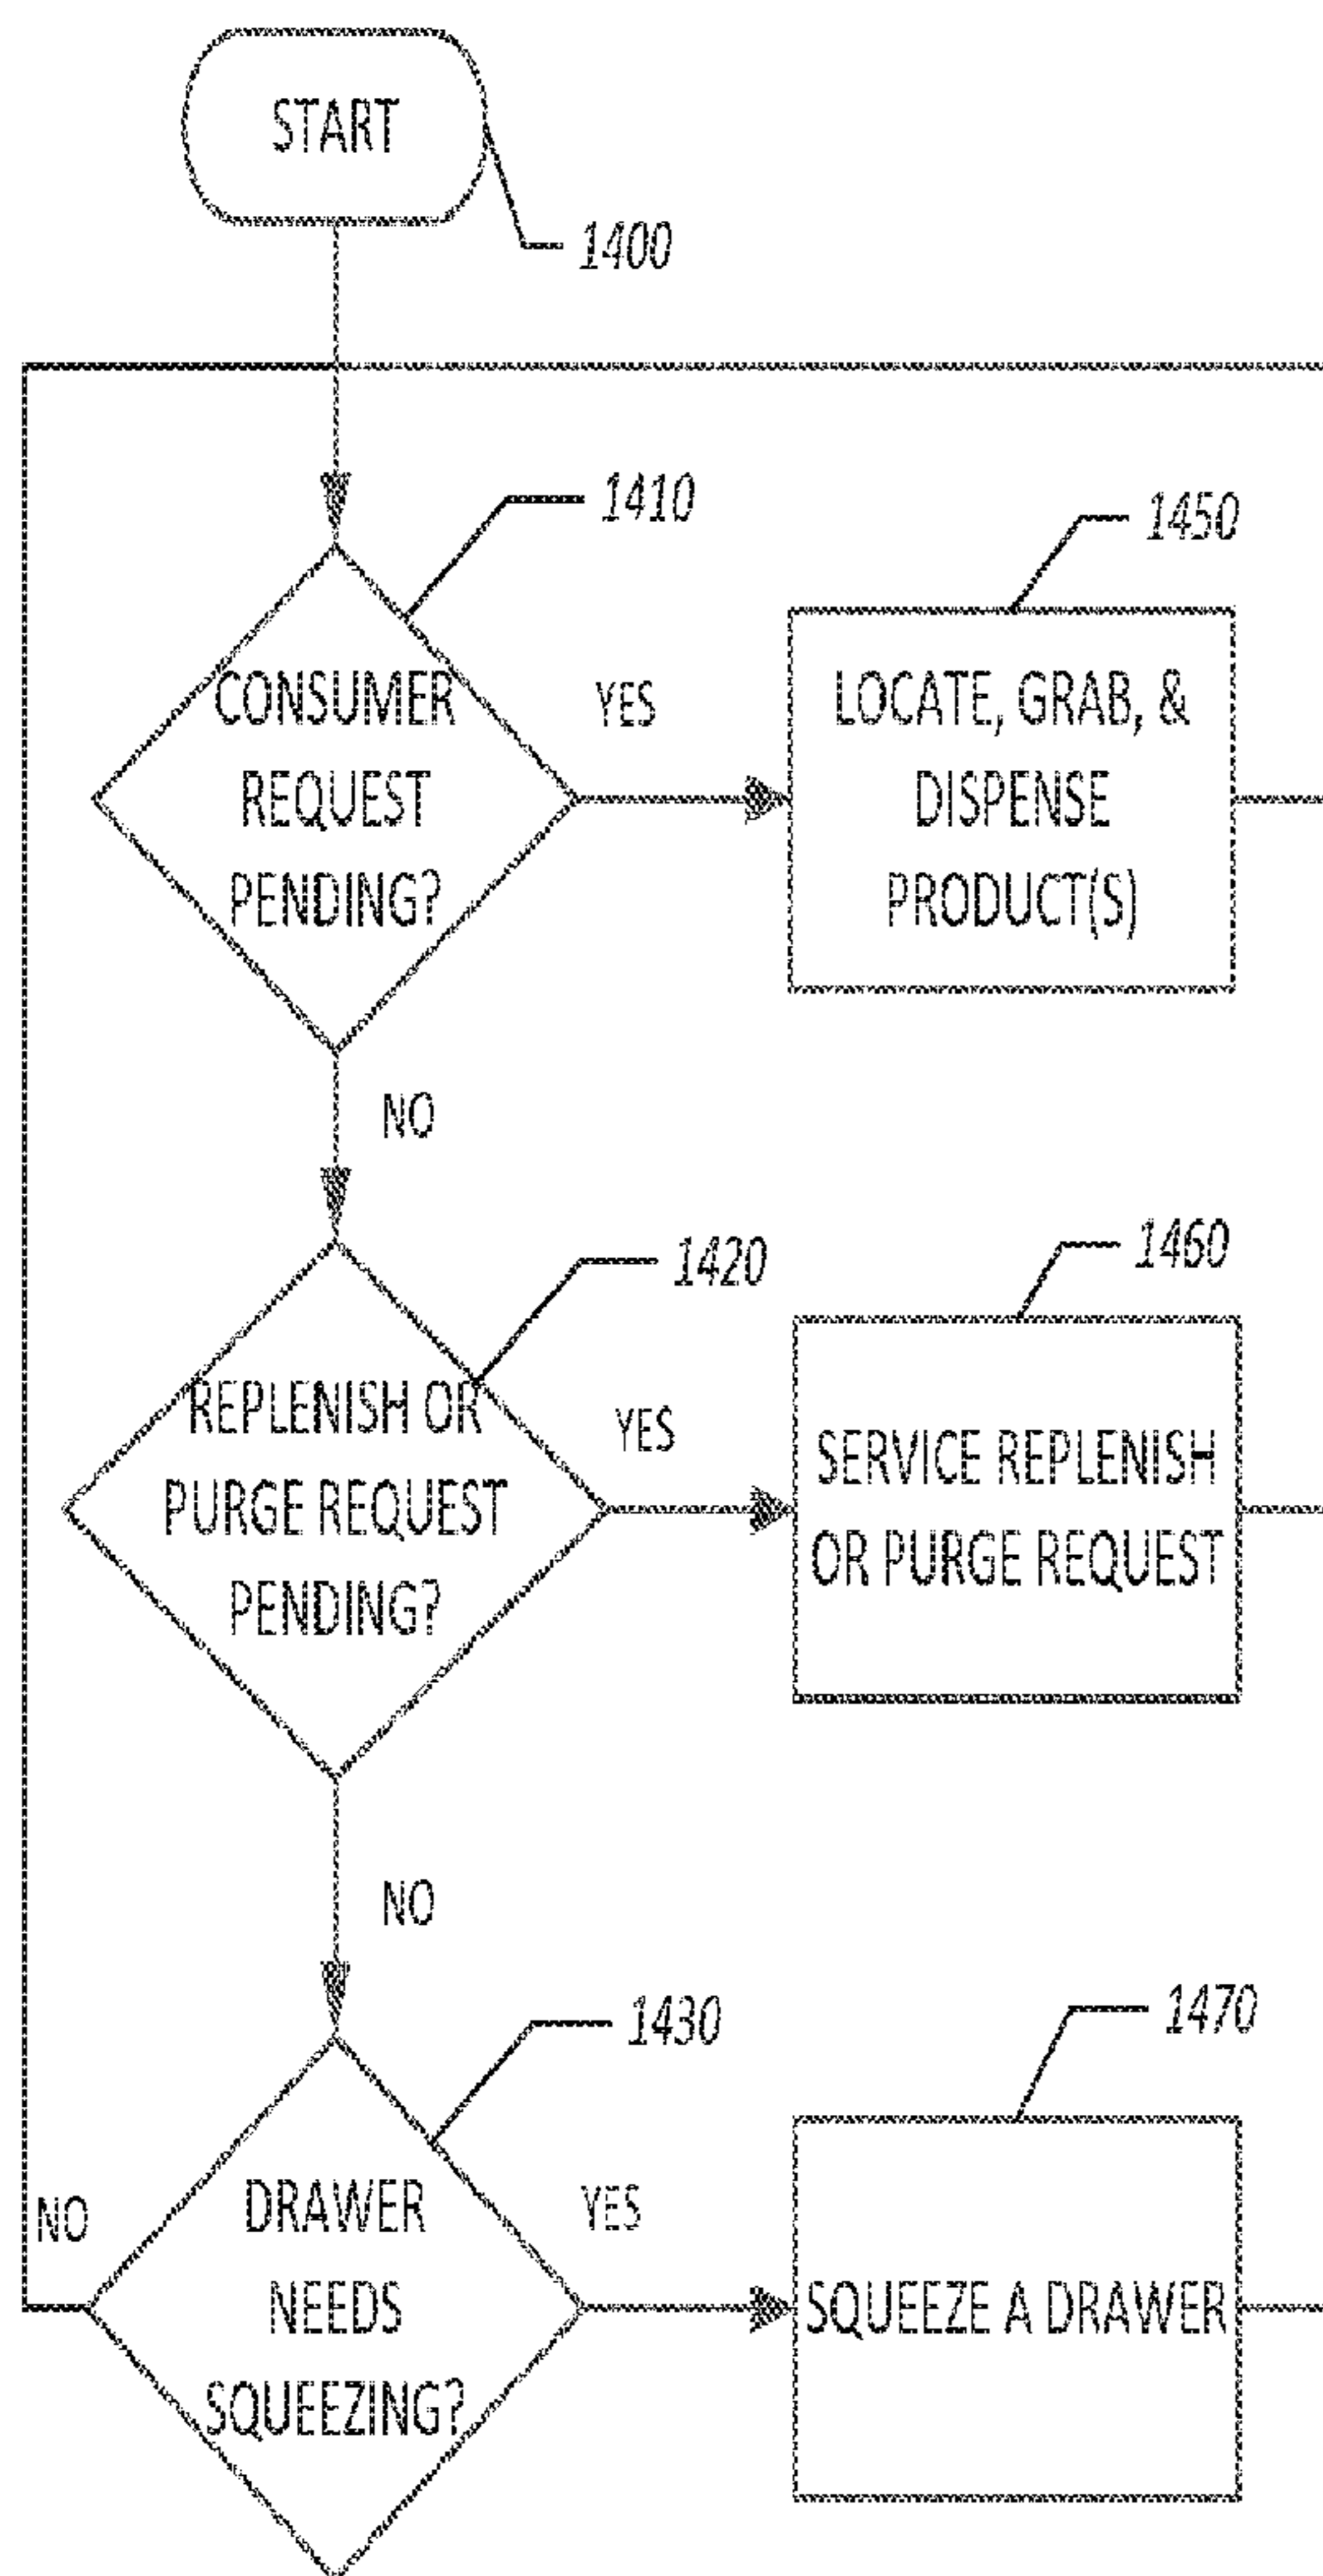 START
1400
1410
1450
CONSUMER
REQUEST
PENDING?
YES
LOCATE, GRAB, &
DISPENSE
PRODUCT(S)
NO
1420
1460
REPLENISH OR
PURGE REQUEST
PENDING?
YES
SERVICE REPLENISH
OR PURGE REQUEST
NO
1430
1470
NO
DRAWER
NEEDS
SQUEEZING?
YES
SQUEEZE A DRAWER